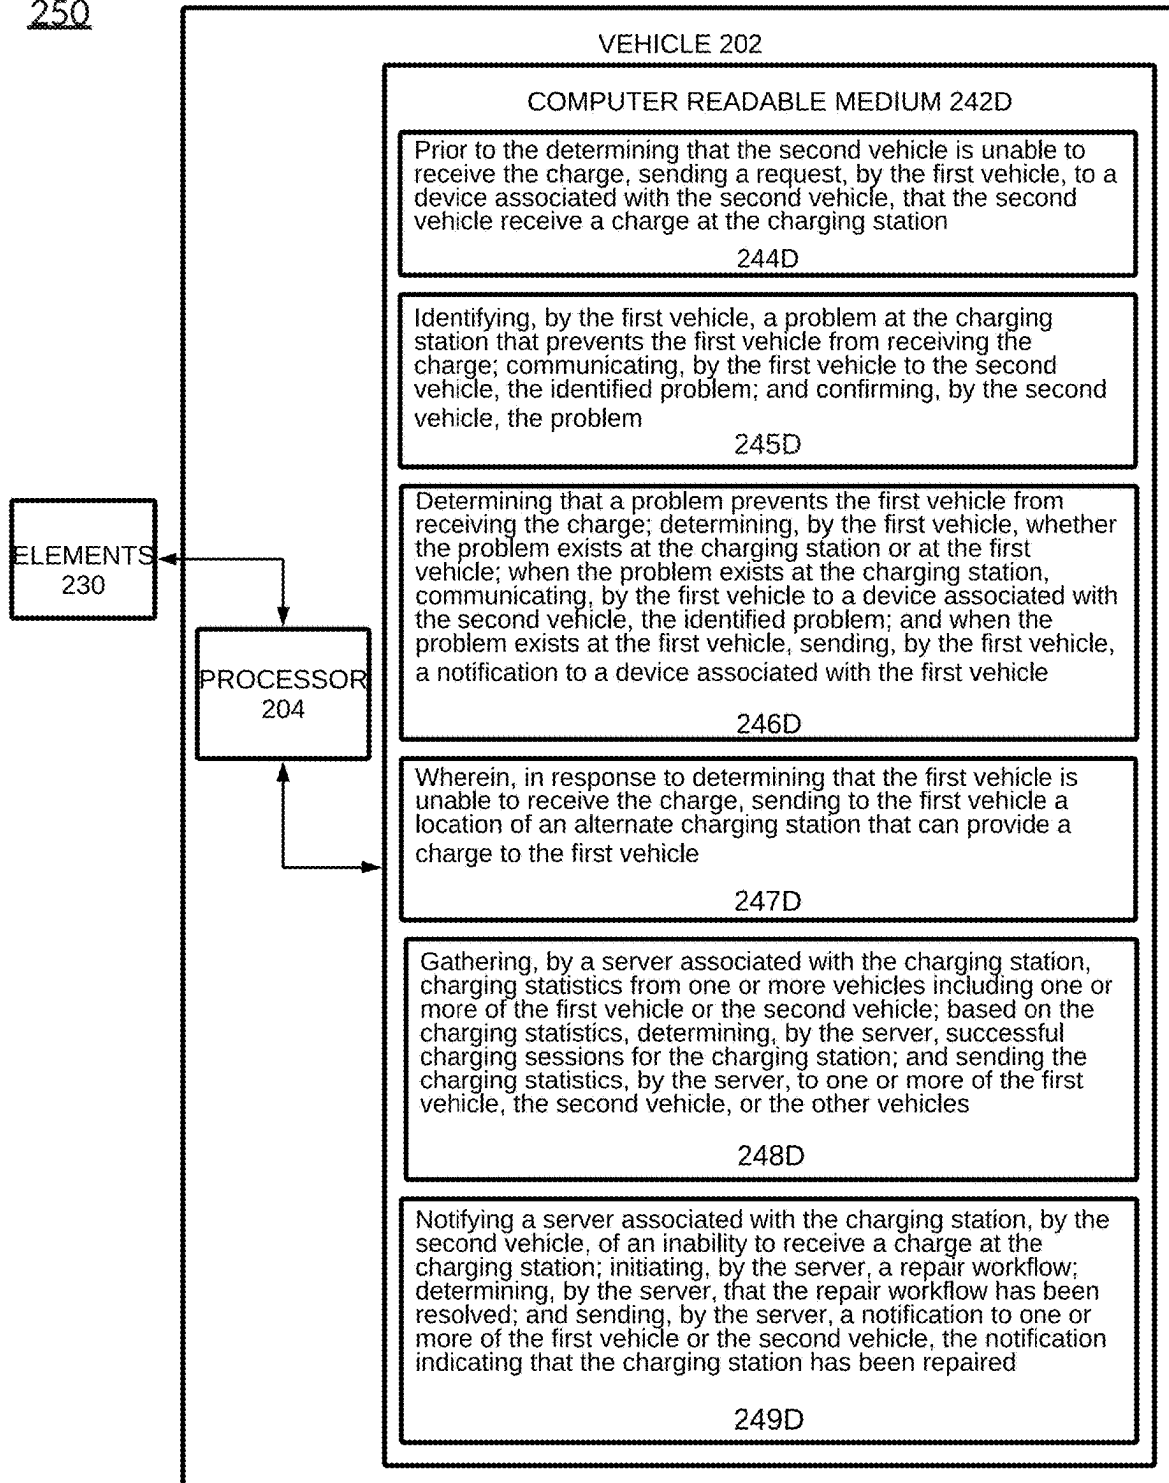 250
VEHICLE 202
COMPUTER READABLE MEDIUM 242D
Prior to the determining that the second vehicle is unable to
receive the charge, sending a request, by the first vehicle, to a
device associated with the second vehicle, that the second
vehicle receive a charge at the charging station
244D
Identifying, by the first vehicle, a problem at the charging
station that prevents the first vehicle from receiving the
charge; communicating, by the first vehicle to the second
vehicle, the identified problem; and confirming, by the second
vehicle, the problem
245D
Determining that a problem prevents the first vehicle from
receiving the charge; determining, by the first vehicle, whether
the problem exists at the charging station or at the first
vehicle; when the problem exists at the charging station,
communicating, by the first vehicle to a device associated with
the second vehicle, the identified problem; and when the
problem exists at the first vehicle, sending, by the first vehicle,
a notification to a device associated with the first vehicle
246D
ELEMENTS
230
PROCESSOR
204
Wherein, in response to determining that the first vehicle is
unable to receive the charge, sending to the first vehicle a
location of an alternate charging station that can provide a
charge to the first vehicle
247D
Gathering, by a server associated with the charging station,
charging statistics from one or more vehicles including one or
more of the first vehicle or the second vehicle; based on the
charging statistics, determining, by the server, successful
charging sessions for the charging station; and sending the
charging statistics, by the server, to one or more of the first
vehicle, the second vehicle, or the other vehicles
248D
Notifying a server associated with the charging station, by the
second vehicle, of an inability to receive a charge at the
charging station; initiating, by the server, a repair workflow;
determining, by the server, that the repair workflow has been
resolved; and sending, by the server, a notification to one or
more of the first vehicle or the second vehicle, the notification
indicating that the charging station has been repaired
249D